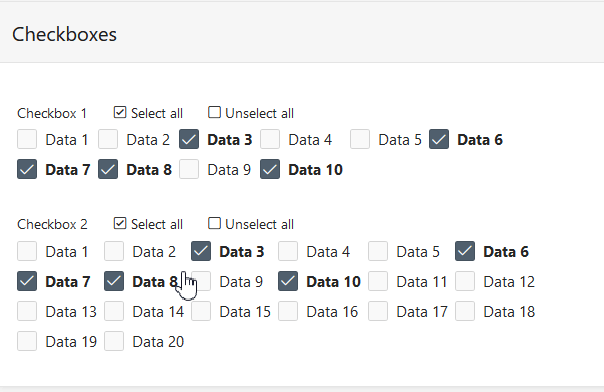 Checkboxes
Checkbox 1 Select all Unselect all
Data 1 Data 2 Data 3 Data 4 Data 5 Data 6
Data 7 Data 8 Data 9 Data 10
Checkbox 2 Select all Unselect all
Data 1 Data 2 Data 3 Data 4 Data 5 Data 6
Data 7 Data 8 Data 9 Data 10 Data 11 Data 12
Data 13 Data 14 Data 15 Data 16 Data 17 Data 18
Data 19 Data 20